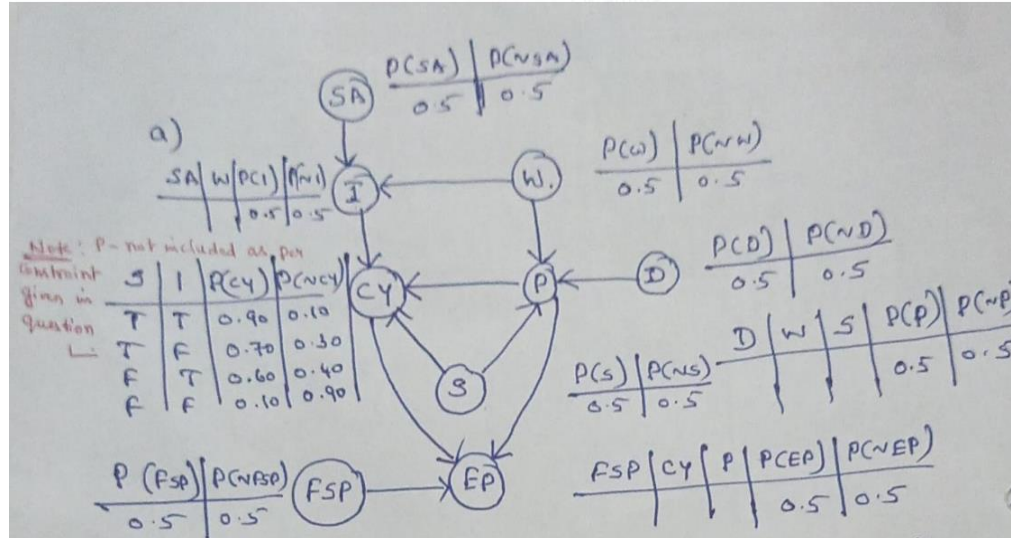 P(SA) | P(~SA)
0.5 | 0.5
SA
a)
P(W) | P(~W)
0.5 | 0.5
SA | W | P(I) | P(~I)
0.5 | 0.5
I
W.
Note: P - not included as per
constraint
given in
question
P(D) | P(~D)
0.5 | 0.5
S | I | P(CY) | P(~CY)
T | T | 0.90 | 0.10
T | F | 0.70 | 0.30
F | T | 0.60 | 0.40
F | F | 0.10 | 0.90
CY
P
D
D | W | S | P(P) | P(~P)
0.5 | 0.5
S
P(S) | P(~S)
0.5 | 0.5
P(FSP) | P(~FSP)
0.5 | 0.5
FSP
EP
FSP | CY | P | P(EP) | P(~EP)
0.5 | 0.5